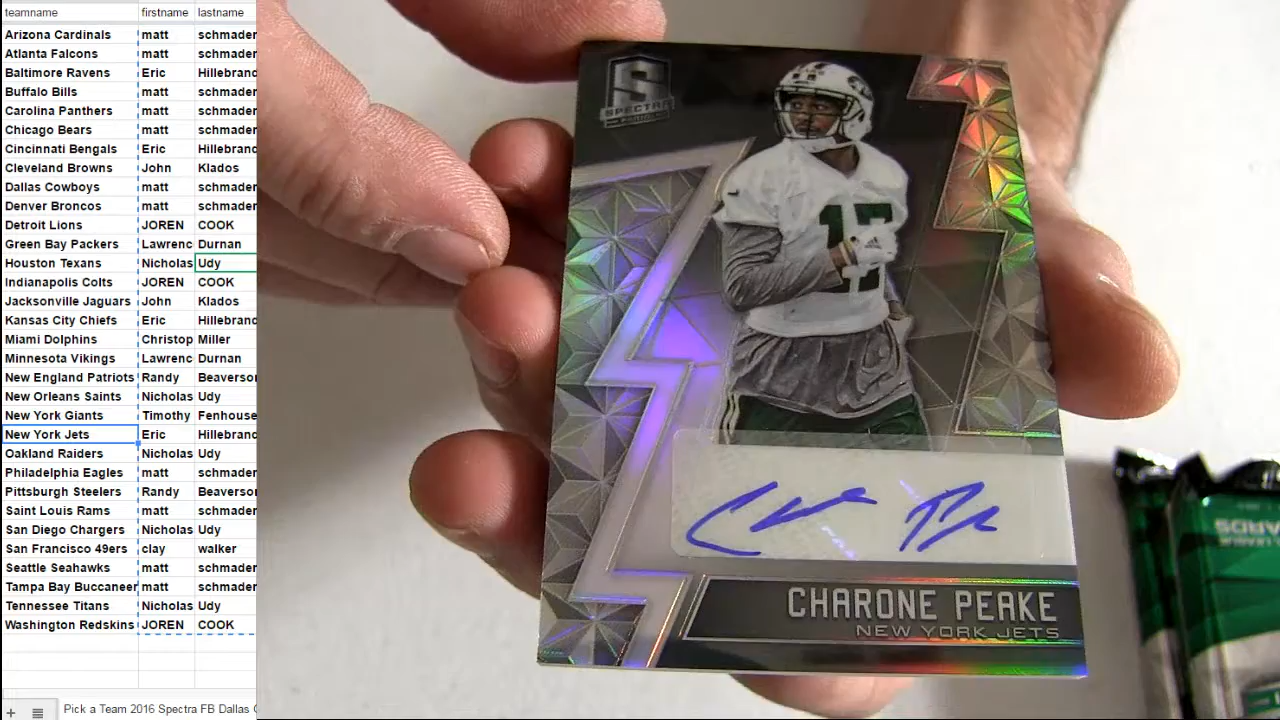 teamname firstname lastname
Arizona Cardinals matt schmader
Atlanta Falcons matt schmader
Baltimore Ravens Eric Hillebrand
Buffalo Bills matt schmader
Carolina Panthers matt schmader
Chicago Bears matt schmader
Cincinnati Bengals Eric Hillebrand
Cleveland Browns John Klados
Dallas Cowboys matt schmader
Denver Broncos matt schmader
Detroit Lions JOREN COOK
Green Bay Packers Lawrenc Durnan
Houston Texans Nicholas Udy
Indianapolis Colts JOREN COOK
Jacksonville Jaguars John Klados
Kansas City Chiefs Eric Hillebrand
Miami Dolphins Christop Miller
Minnesota Vikings Lawrenc Durnan
New England Patriots Randy Beaverson
New Orleans Saints Nicholas Udy
New York Giants Timothy Fenhouse
New York Jets Eric Hillebrand
Oakland Raiders Nicholas Udy
Philadelphia Eagles matt schmader
Pittsburgh Steelers Randy Beaverson
Saint Louis Rams matt schmader
San Diego Chargers Nicholas Udy
San Francisco 49ers clay walker
Seattle Seahawks matt schmader
Tampa Bay Buccaneer matt schmader
Tennessee Titans Nicholas Udy
Washington Redskins JOREN COOK
Pick a Team 2016 Spectra FB Dallas
S
SPECTRA
17
CHARONE PEAKE
NEW YORK JETS